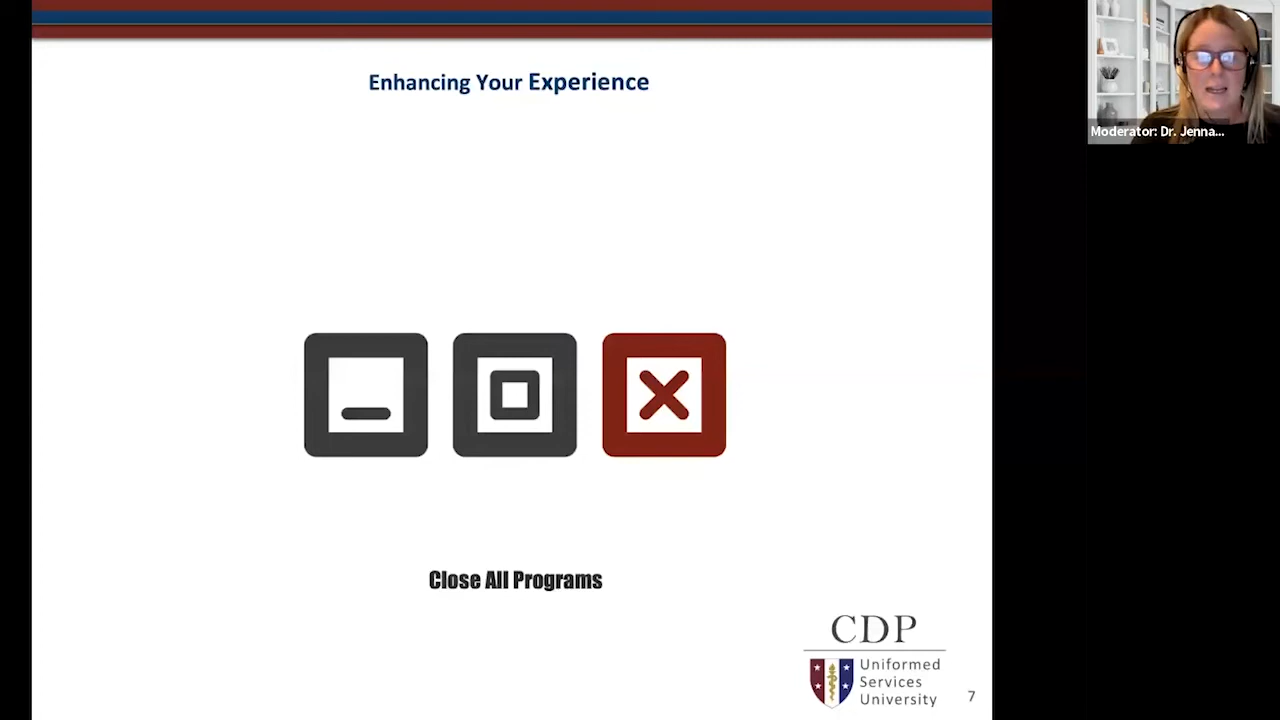 Enhancing Your Experience
Moderator: Dr. Jenna...
Close All Programs
CDP
Uniformed
Services
University
7